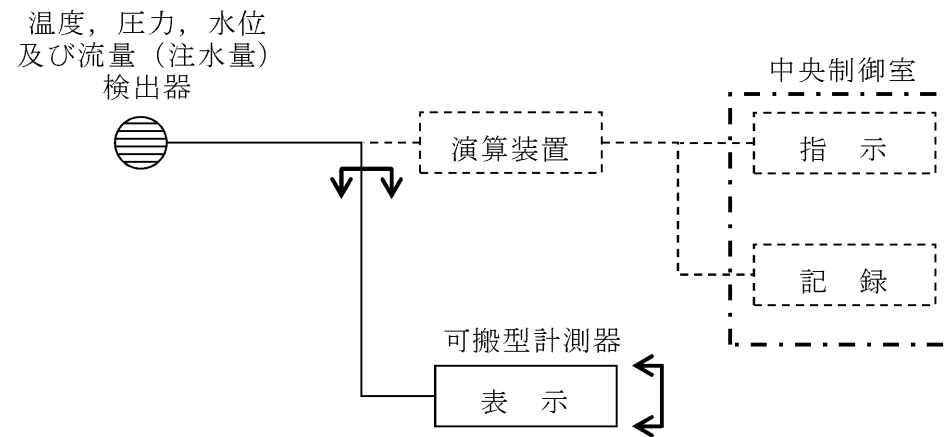 温度，圧力，水位
及び流量（注水量）
検出器
中央制御室
演算装置
指　示
記　録
可搬型計測器
表　示